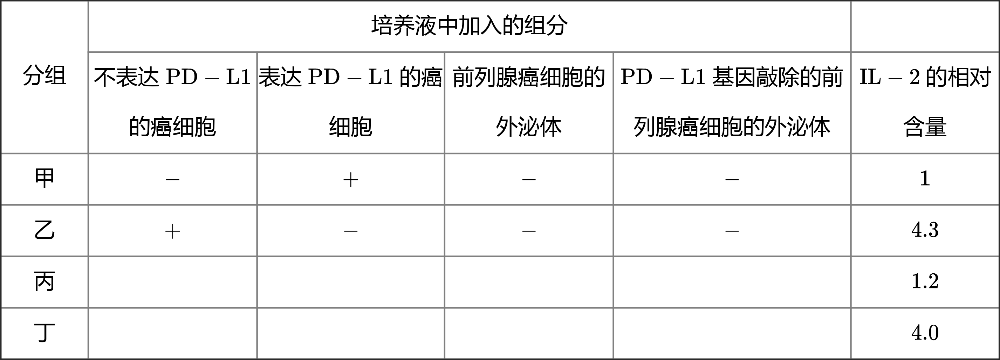 培养液中加入的组分
分组
不表达 PD − L1
的癌细胞
表达 PD − L1 的癌
细胞
前列腺癌细胞的
外泌体
PD − L1 基因敲除的前
列腺癌细胞的外泌体
IL − 2 的相对
含量
甲 − + − − 1
乙 + − − − 4.3
丙 1.2
丁 4.0